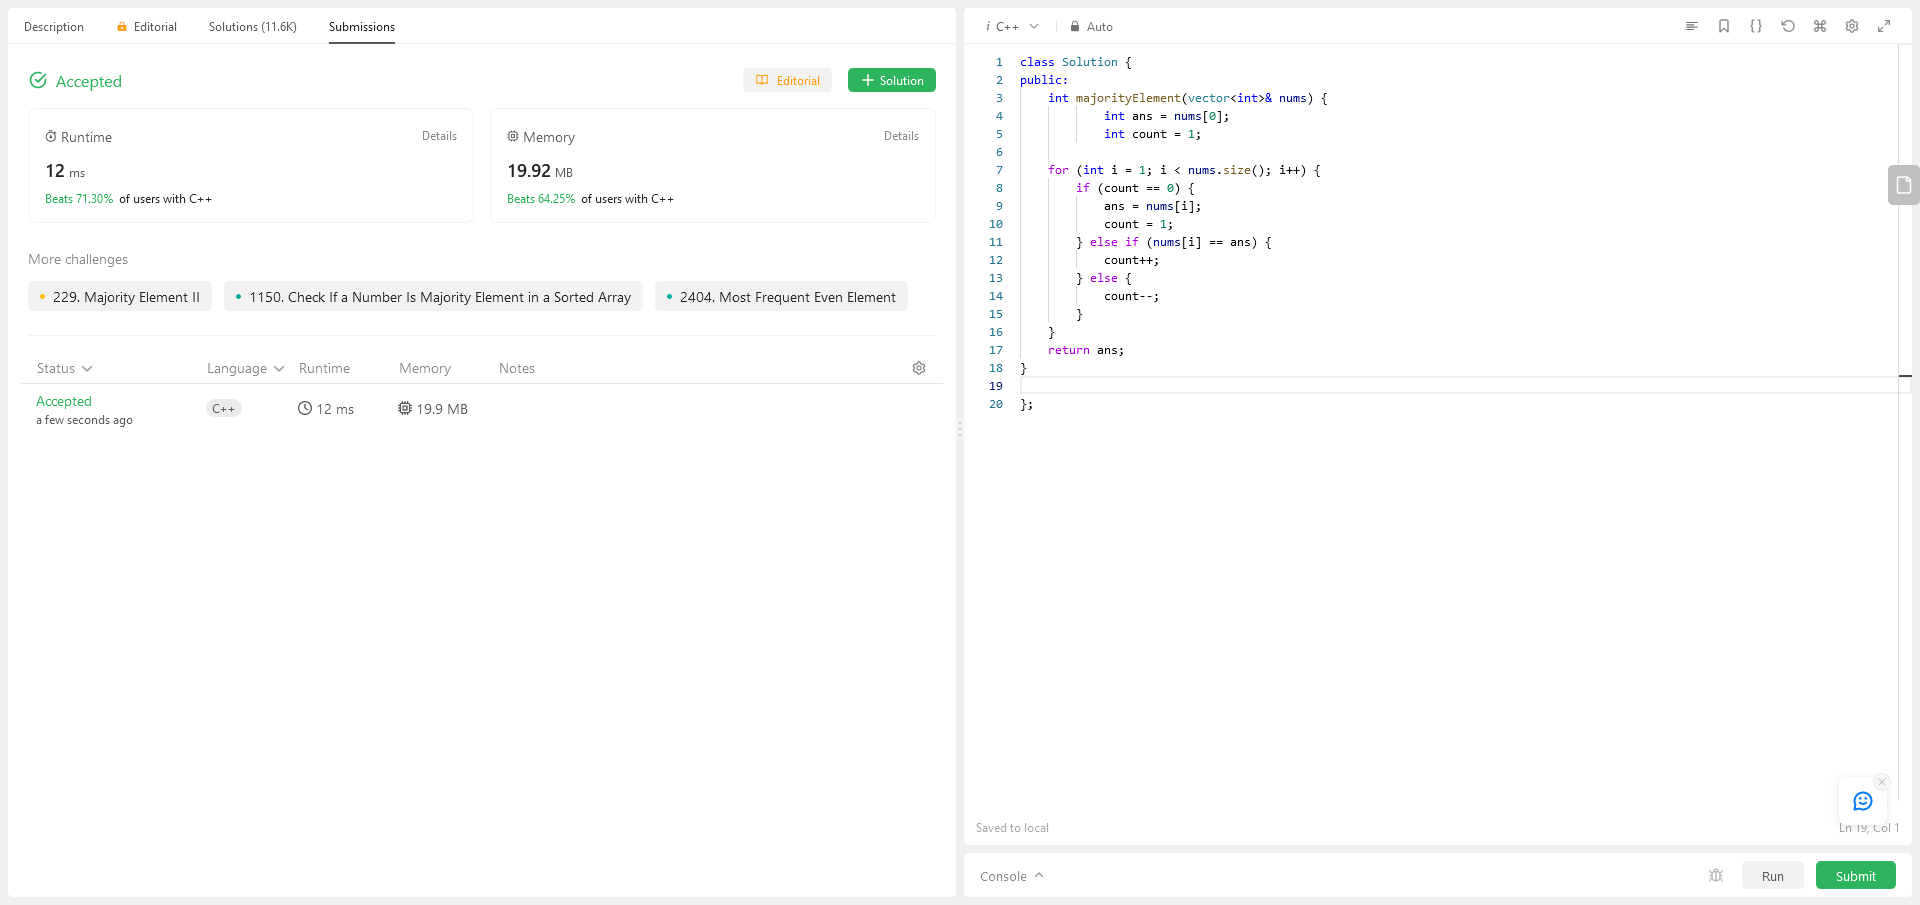 Description Editorial Solutions (11.6K) Submissions
Accepted
Editorial
Solution
Runtime Details
12 ms
Beats 71.30% of users with C++
Memory Details
19.92 MB
Beats 64.25% of users with C++
More challenges
229. Majority Element II
1150. Check If a Number Is Majority Element in a Sorted Array
2404. Most Frequent Even Element
Status Language Runtime Memory Notes
Accepted C++ 12 ms 19.9 MB
a few seconds ago
i C++ Auto
1 class Solution {
2 public:
3     int majorityElement(vector<int>& nums) {
4             int ans = nums[0];
5             int count = 1;
6
7     for (int i = 1; i < nums.size(); i++) {
8         if (count == 0) {
9             ans = nums[i];
10             count = 1;
11         } else if (nums[i] == ans) {
12             count++;
13         } else {
14             count--;
15         }
16     }
17     return ans;
18 }
19
20 };
Saved to local
Ln 19, Col 1
Console Run Submit